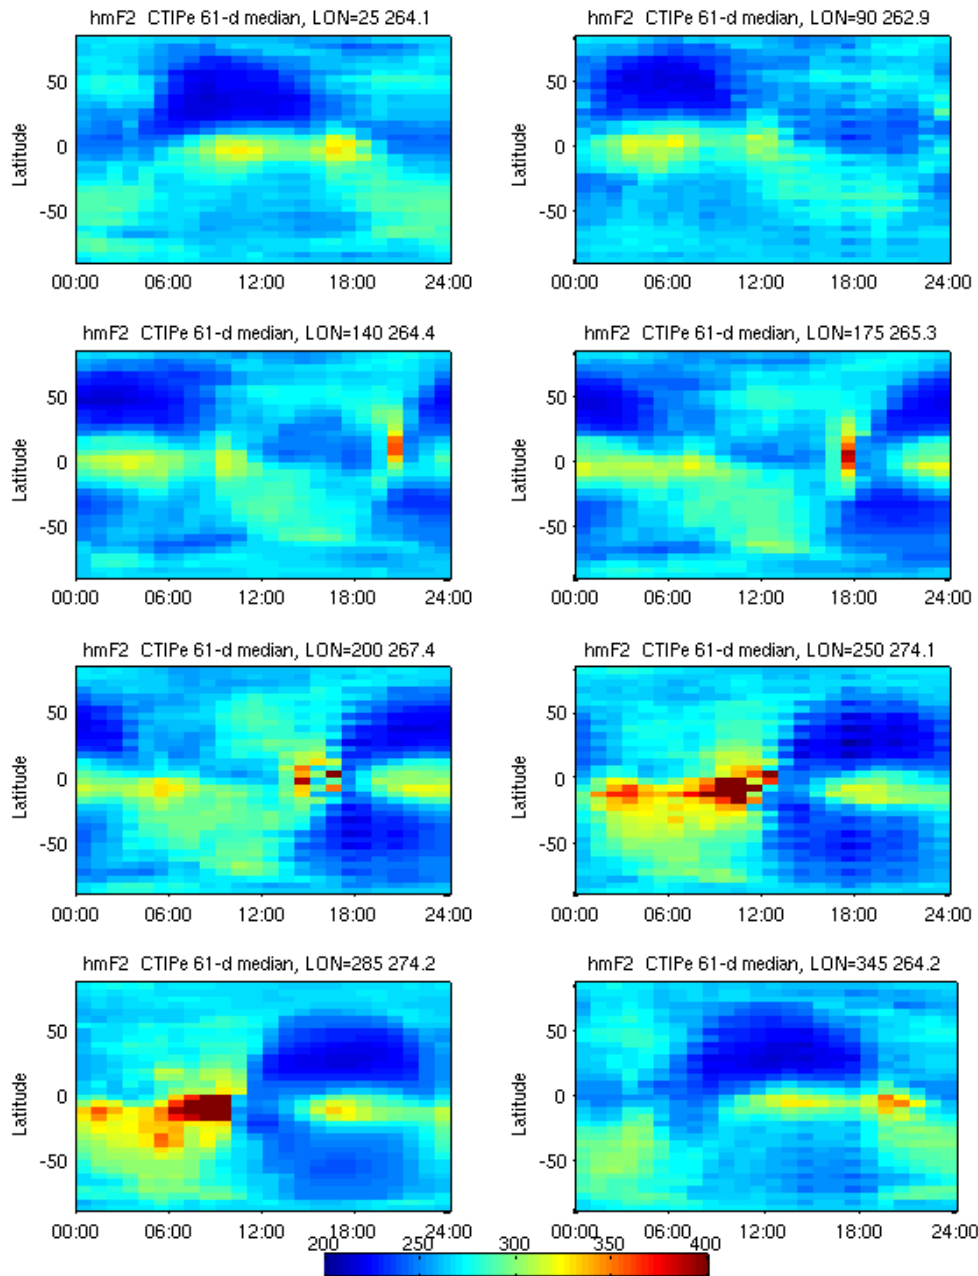 hmF2 CTIPe 61-d median, LON=25 264.1
hmF2 CTIPe 61-d median, LON=90 262.9
50
0
-50
Latitude
00:00 06:00 12:00 18:00 24:00
50
0
-50
Latitude
00:00 06:00 12:00 18:00 24:00
hmF2 CTIPe 61-d median, LON=140 264.4
hmF2 CTIPe 61-d median, LON=175 265.3
50
0
-50
Latitude
00:00 06:00 12:00 18:00 24:00
50
0
-50
Latitude
00:00 06:00 12:00 18:00 24:00
hmF2 CTIPe 61-d median, LON=200 267.4
hmF2 CTIPe 61-d median, LON=250 274.1
50
0
-50
Latitude
00:00 06:00 12:00 18:00 24:00
50
0
-50
Latitude
00:00 06:00 12:00 18:00 24:00
hmF2 CTIPe 61-d median, LON=285 274.2
hmF2 CTIPe 61-d median, LON=345 264.2
50
0
-50
Latitude
00:00 06:00 12:00 18:00 24:00
50
0
-50
Latitude
00:00 06:00 12:00 18:00 24:00
200 250 300 350 400